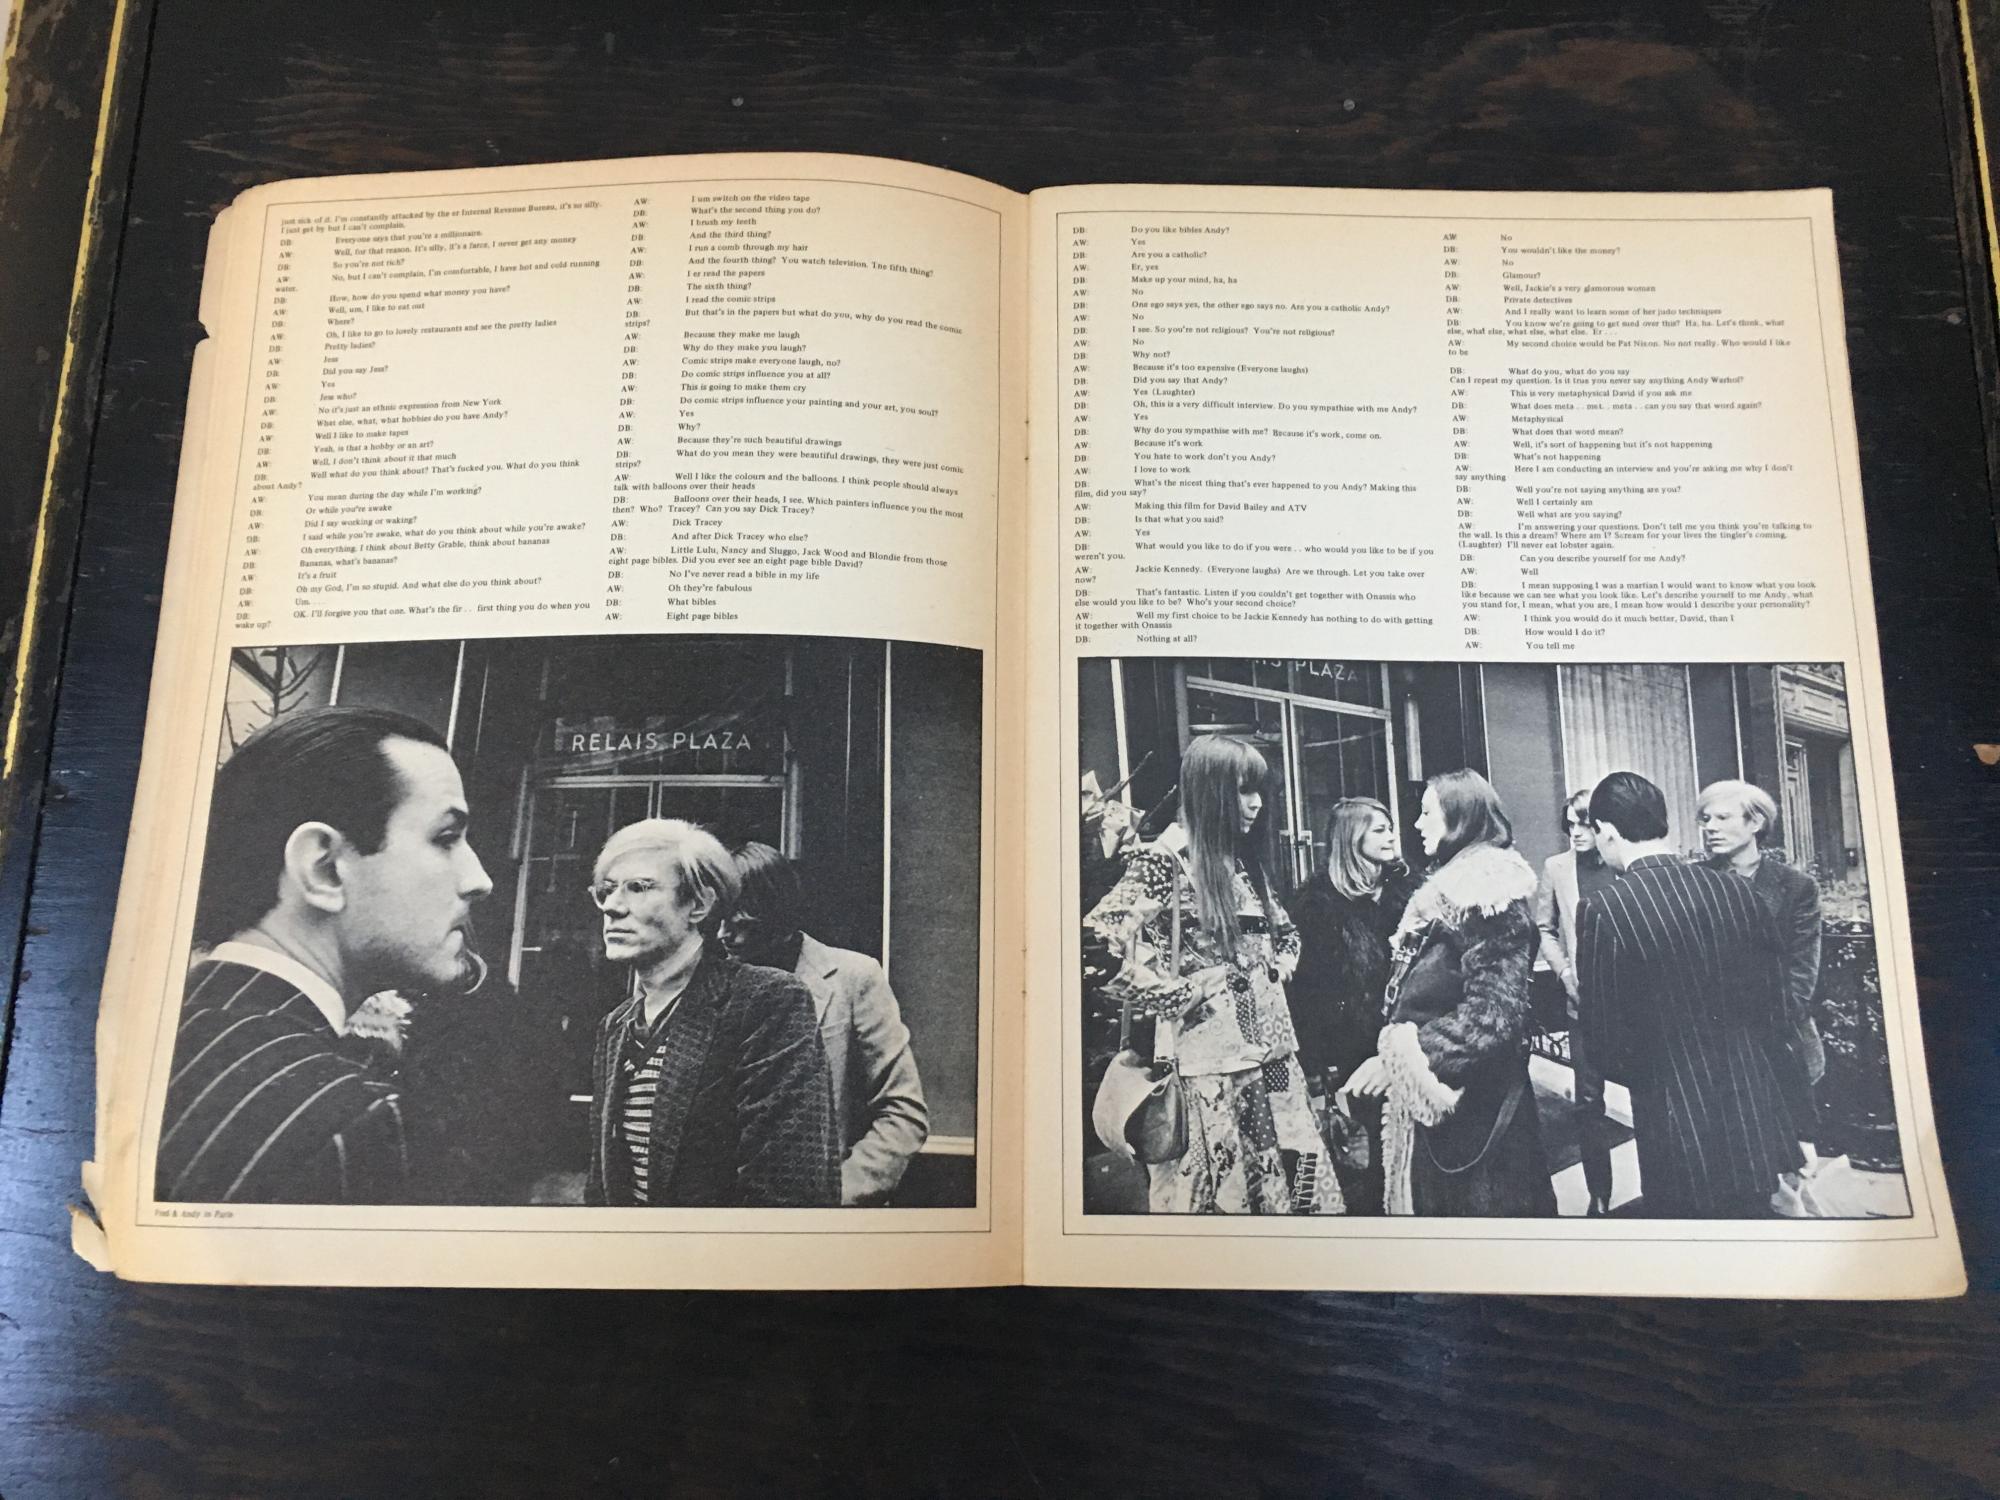 just sick of it. I'm constantly attacked by the er Internal Revenue Bureau, it's so silly.
I just get by but I can't complain.
DB: Everyone says that you're a millionaire.
AW: Well, for that reason. It's silly, it's a farce, I never get any money
DB: So you're not rich?
AW: No, but I can't complain, I'm comfortable, I have hot and cold running
water.
DB: How, how do you spend what money you have?
AW: Well, um, I like to eat out
DB: Where?
AW: Oh, I like to go to lovely restaurants and see the pretty ladies
DB: Pretty ladies?
AW: Jess
DB: Did you say Jess?
AW: Yes
DB: Jess who?
AW: No it's just an ethnic expression from New York
DB: What else, what, what hobbies do you have Andy?
AW: Well I like to make tapes
DB: Yeah, is that a hobby or an art?
AW: Well, I don't think about it that much
DB: Well what do you think about? That's fucked you. What do you think
about Andy?
AW: You mean during the day while I'm working?
DB: Or while you're awake
AW: Did I say working or waking?
DB: I said while you're awake, what do you think about while you're awake?
AW: Oh everything. I think about Betty Grable, think about bananas
DB: Bananas, what's bananas?
AW: It's a fruit
DB: Oh my God, I'm so stupid. And what else do you think about?
AW: Um. . . .
DB: OK. I'll forgive you that one. What's the fir . . first thing you do when you
wake up?
AW: I um switch on the video tape
DB: What's the second thing you do?
AW: I brush my teeth
DB: And the third thing?
AW: I run a comb through my hair
DB: And the fourth thing? You watch television. The fifth thing?
AW: I er read the papers
DB: The sixth thing?
AW: I read the comic strips
DB: But that's in the papers but what do you, why do you read the comic
strips?
AW: Because they make me laugh
DB: Why do they make you laugh?
AW: Comic strips make everyone laugh, no?
DB: Do comic strips influence you at all?
AW: This is going to make them cry
DB: Do comic strips influence your painting and your art, you soul?
AW: Yes
DB: Why?
AW: Because they're such beautiful drawings
DB: What do you mean they were beautiful drawings, they were just comic
strips?
AW: Well I like the colours and the balloons. I think people should always
talk with balloons over their heads
DB: Balloons over their heads, I see. Which painters influence you the most
then? Who? Tracey? Can you say Dick Tracey?
AW: Dick Tracey
DB: And after Dick Tracey who else?
AW: Little Lulu, Nancy and Sluggo, Jack Wood and Blondie from those
eight page bibles. Did you ever see an eight page bible David?
DB: No I've never read a bible in my life
AW: Oh they're fabulous
DB: What bibles
AW: Eight page bibles
RELAIS PLAZA
Fred & Andy in Paris
DB: Do you like bibles Andy?
AW: Yes
DB: Are you a catholic?
AW: Er, yes
DB: Make up your mind, ha, ha
AW: No
DB: One ego says yes, the other ego says no. Are you a catholic Andy?
AW: No
DB: I see. So you're not religious? You're not religious?
AW: No
DB: Why not?
AW: Because it's too expensive (Everyone laughs)
DB: Did you say that Andy?
AW: Yes (Laughter)
DB: Oh, this is a very difficult interview. Do you sympathise with me Andy?
AW: Yes
DB: Why do you sympathise with me? Because it's work, come on.
AW: Because it's work
DB: You hate to work don't you Andy?
AW: I love to work
DB: What's the nicest thing that's ever happened to you Andy? Making this
film, did you say?
AW: Making this film for David Bailey and ATV
DB: Is that what you said?
AW: Yes
DB: What would you like to do if you were . . who would you like to be if you
weren't you.
AW: Jackie Kennedy. (Everyone laughs) Are we through. Let you take over
now?
DB: That's fantastic. Listen if you couldn't get together with Onassis who
else would you like to be? Who's your second choice?
AW: Well my first choice to be Jackie Kennedy has nothing to do with getting
it together with Onassis
DB: Nothing at all?
AW: No
DB: You wouldn't like the money?
AW: No
DB: Glamour?
AW: Well, Jackie's a very glamorous woman
DB: Private detectives
AW: And I really want to learn some of her judo techniques
DB: You know we're going to get sued over this? Ha, ha. Let's think, what
else, what else, what else, what else. Er . . .
AW: My second choice would be Pat Nixon. No not really. Who would I like
to be
DB: What do you, what do you say
Can I repeat my question. Is it true you never say anything Andy Warhol?
AW: This is very metaphysical David if you ask me
DB: What does meta . . met. . meta . . can you say that word again?
AW: Metaphysical
DB: What does that word mean?
AW: Well, it's sort of happening but it's not happening
DB: What's not happening
AW: Here I am conducting an interview and you're asking me why I don't
say anything
DB: Well you're not saying anything are you?
AW: Well I certainly am
DB: Well what are you saying?
AW: I'm answering your questions. Don't tell me you think you're talking to
the wall. Is this a dream? Where am I? Scream for your lives the tingler's coming.
(Laughter) I'll never eat lobster again.
DB: Can you describe yourself for me Andy?
AW: Well
DB: I mean supposing I was a martian I would want to know what you look
like because we can see what you look like. Let's describe yourself to me Andy, what
you stand for, I mean, what you are, I mean how would I describe your personality?
AW: I think you would do it much better, David, than I
DB: How would I do it?
AW: You tell me
PLAZA